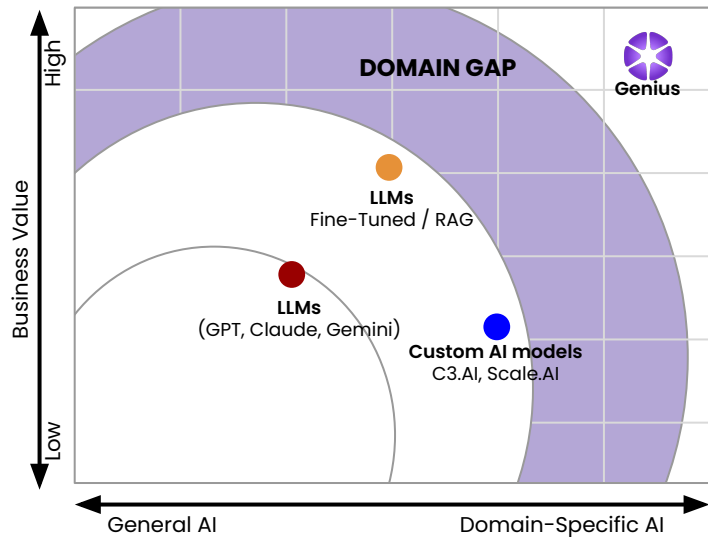 High
DOMAIN GAP
Genius
LLMs
Fine-Tuned / RAG
Business Value
LLMs
(GPT, Claude, Gemini)
Custom AI models
C3.AI, Scale.AI
Low
General AI
Domain-Specific AI